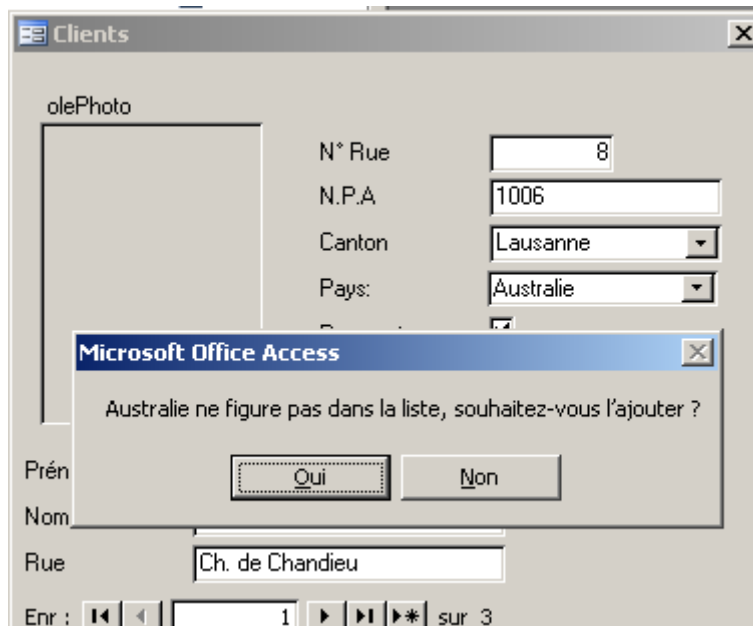 Clients
olePhoto
N° Rue 8
N.P.A 1006
Canton Lausanne
Pays: Australie
Microsoft Office Access
Australie ne figure pas dans la liste, souhaitez-vous l'ajouter ?
Oui Non
Prén
Nom
Rue Ch. de Chandieu
Enr : 1 sur 3